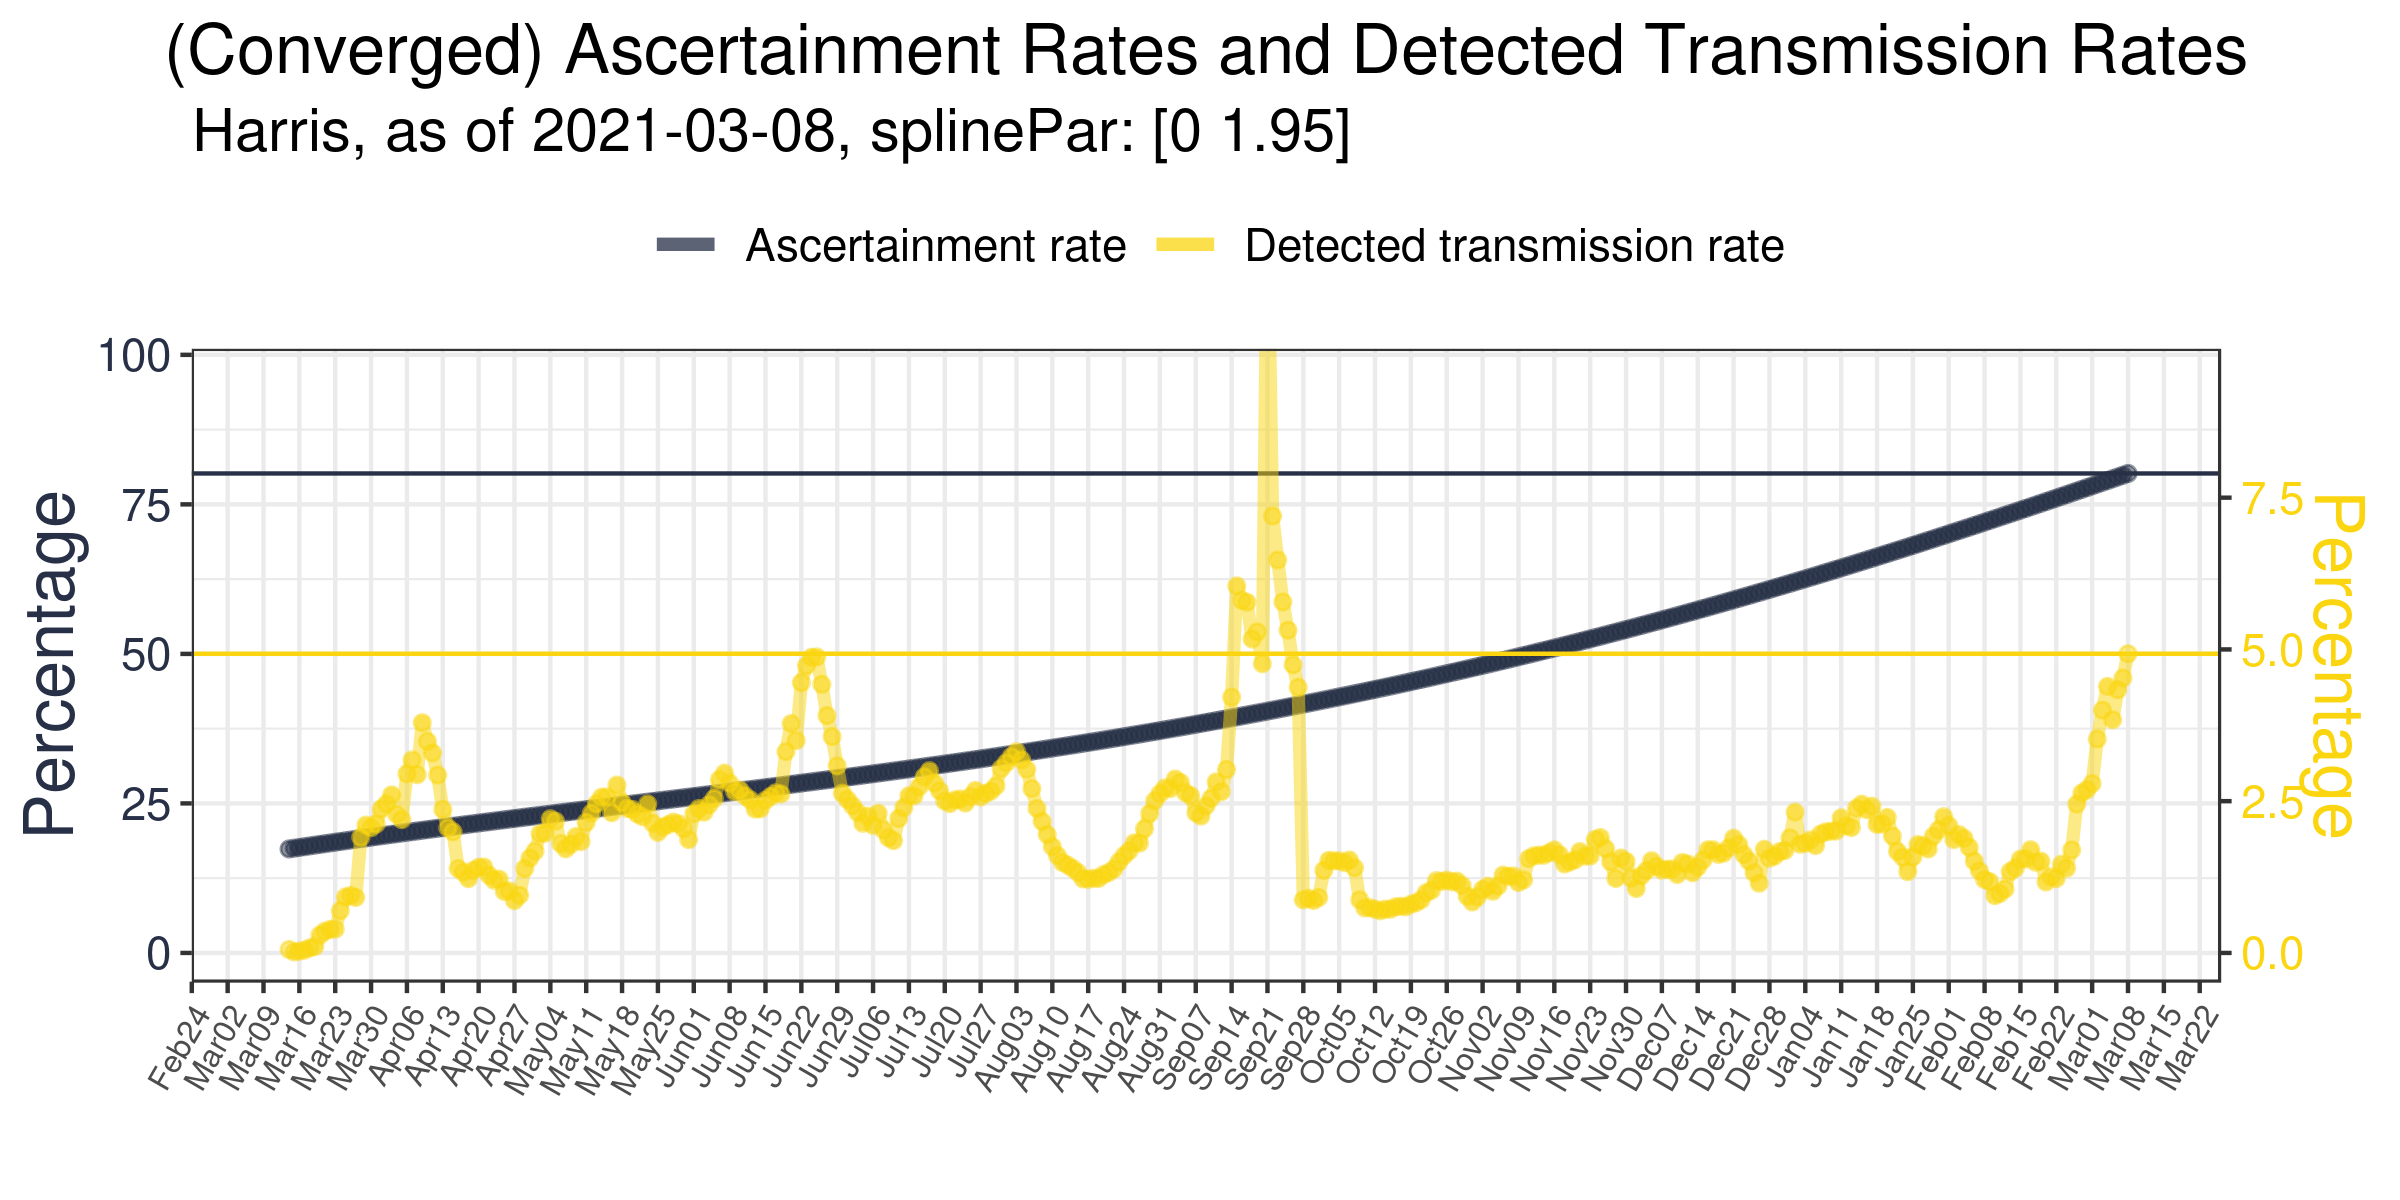 (Converged) Ascertainment Rates and Detected Transmission Rates
Harris, as of 2021-03-08, splinePar: [0 1.95]
Ascertainment rate
Detected transmission rate
Percentage
100
75
50
25
0
7.5
5.0
2.5
0.0
Percentage
Feb24
Mar02
Mar09
Mar16
Mar23
Mar30
Apr06
Apr13
Apr20
Apr27
May04
May11
May18
May25
Jun01
Jun08
Jun15
Jun22
Jun29
Jul06
Jul13
Jul20
Jul27
Aug03
Aug10
Aug17
Aug24
Aug31
Sep07
Sep14
Sep21
Sep28
Oct05
Oct12
Oct19
Oct26
Nov02
Nov09
Nov16
Nov23
Nov30
Dec07
Dec14
Dec21
Dec28
Jan04
Jan11
Jan18
Jan25
Feb01
Feb08
Feb15
Feb22
Mar01
Mar08
Mar15
Mar22